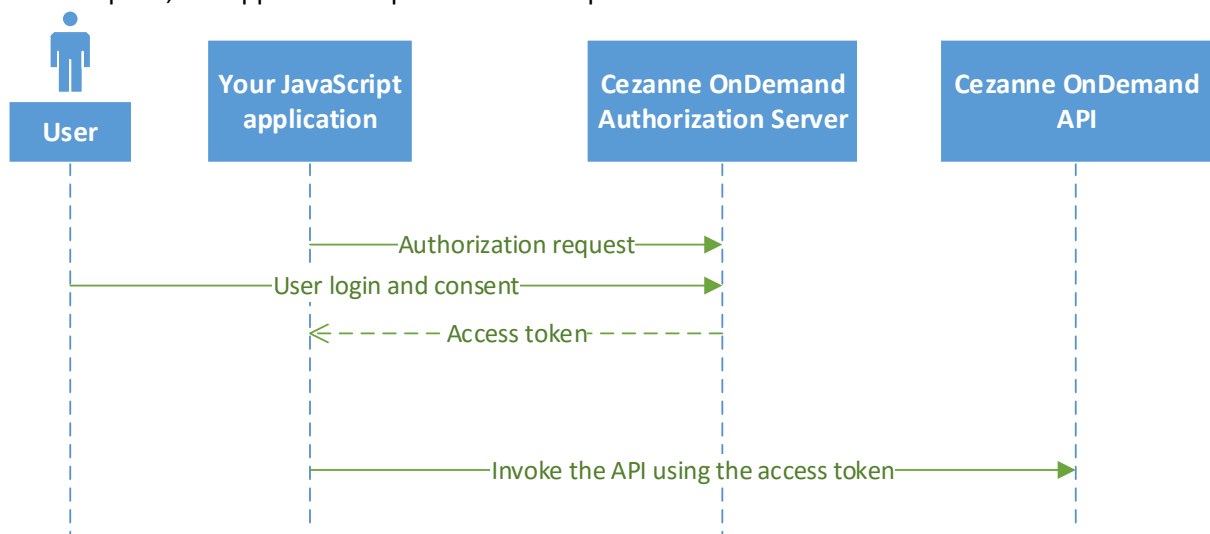 User
Your JavaScript
application
Cezanne OnDemand
Authorization Server
Cezanne OnDemand
API
Authorization request
User login and consent
Access token
Invoke the API using the access token